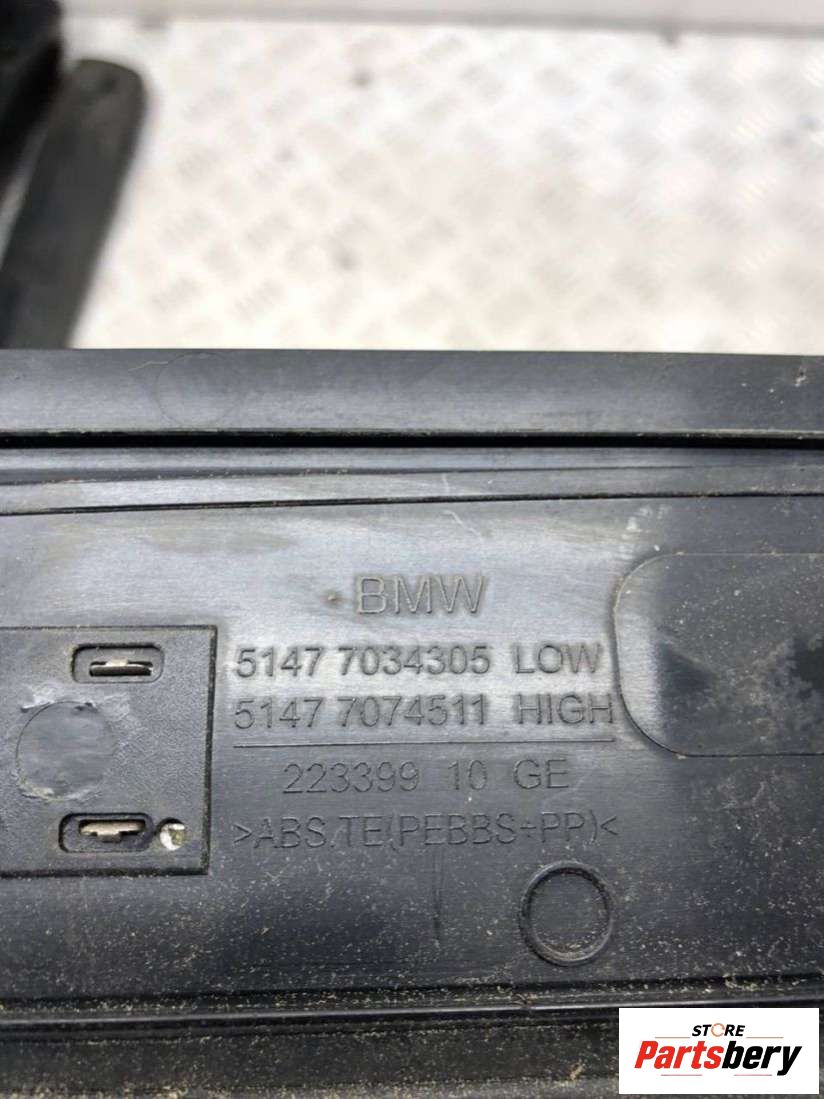 BMW
5147 7034305 LOW
5147 7074511 HIGH
223399 10 GE
>ABS.TE(PEBBS+PP)<
STORE
Partsbery